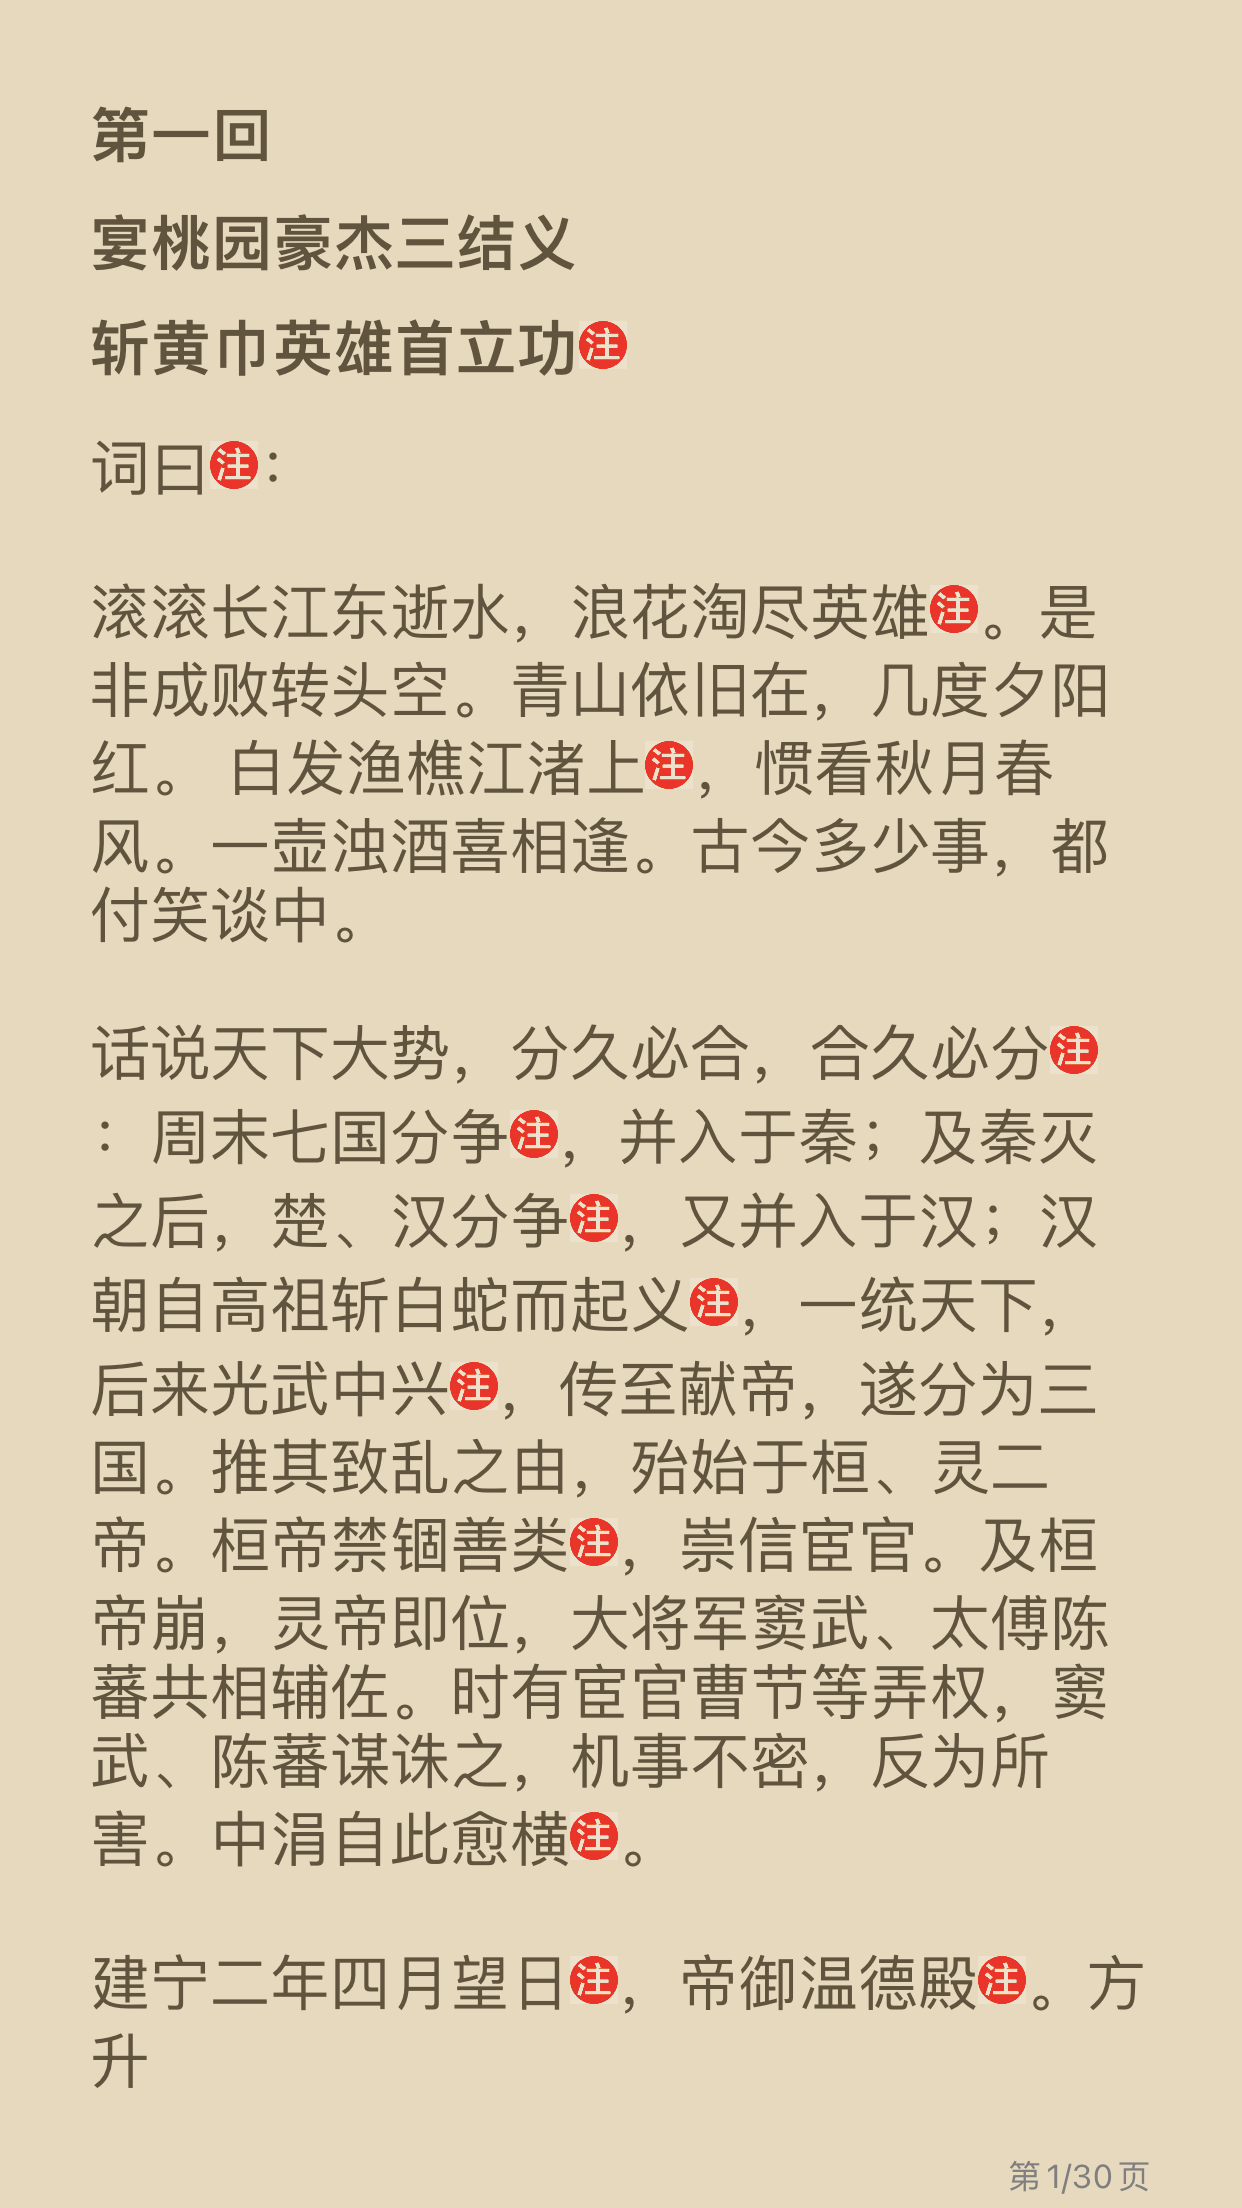 第一回
宴桃园豪杰三结义
斩黄巾英雄首立功注
词曰注：
滚滚长江东逝水，浪花淘尽英雄注。是
非成败转头空。青山依旧在，几度夕阳
红。 白发渔樵江渚上注，惯看秋月春
风。一壶浊酒喜相逢。古今多少事，都
付笑谈中。
话说天下大势，分久必合，合久必分注
：周末七国分争注，并入于秦；及秦灭
之后，楚、汉分争注，又并入于汉；汉
朝自高祖斩白蛇而起义注，一统天下，
后来光武中兴注，传至献帝，遂分为三
国。推其致乱之由，殆始于桓、灵二
帝。桓帝禁锢善类注，崇信宦官。及桓
帝崩，灵帝即位，大将军窦武、太傅陈
蕃共相辅佐。时有宦官曹节等弄权，窦
武、陈蕃谋诛之，机事不密，反为所
害。中涓自此愈横注。
建宁二年四月望日注，帝御温德殿注。方
升
第1/30页